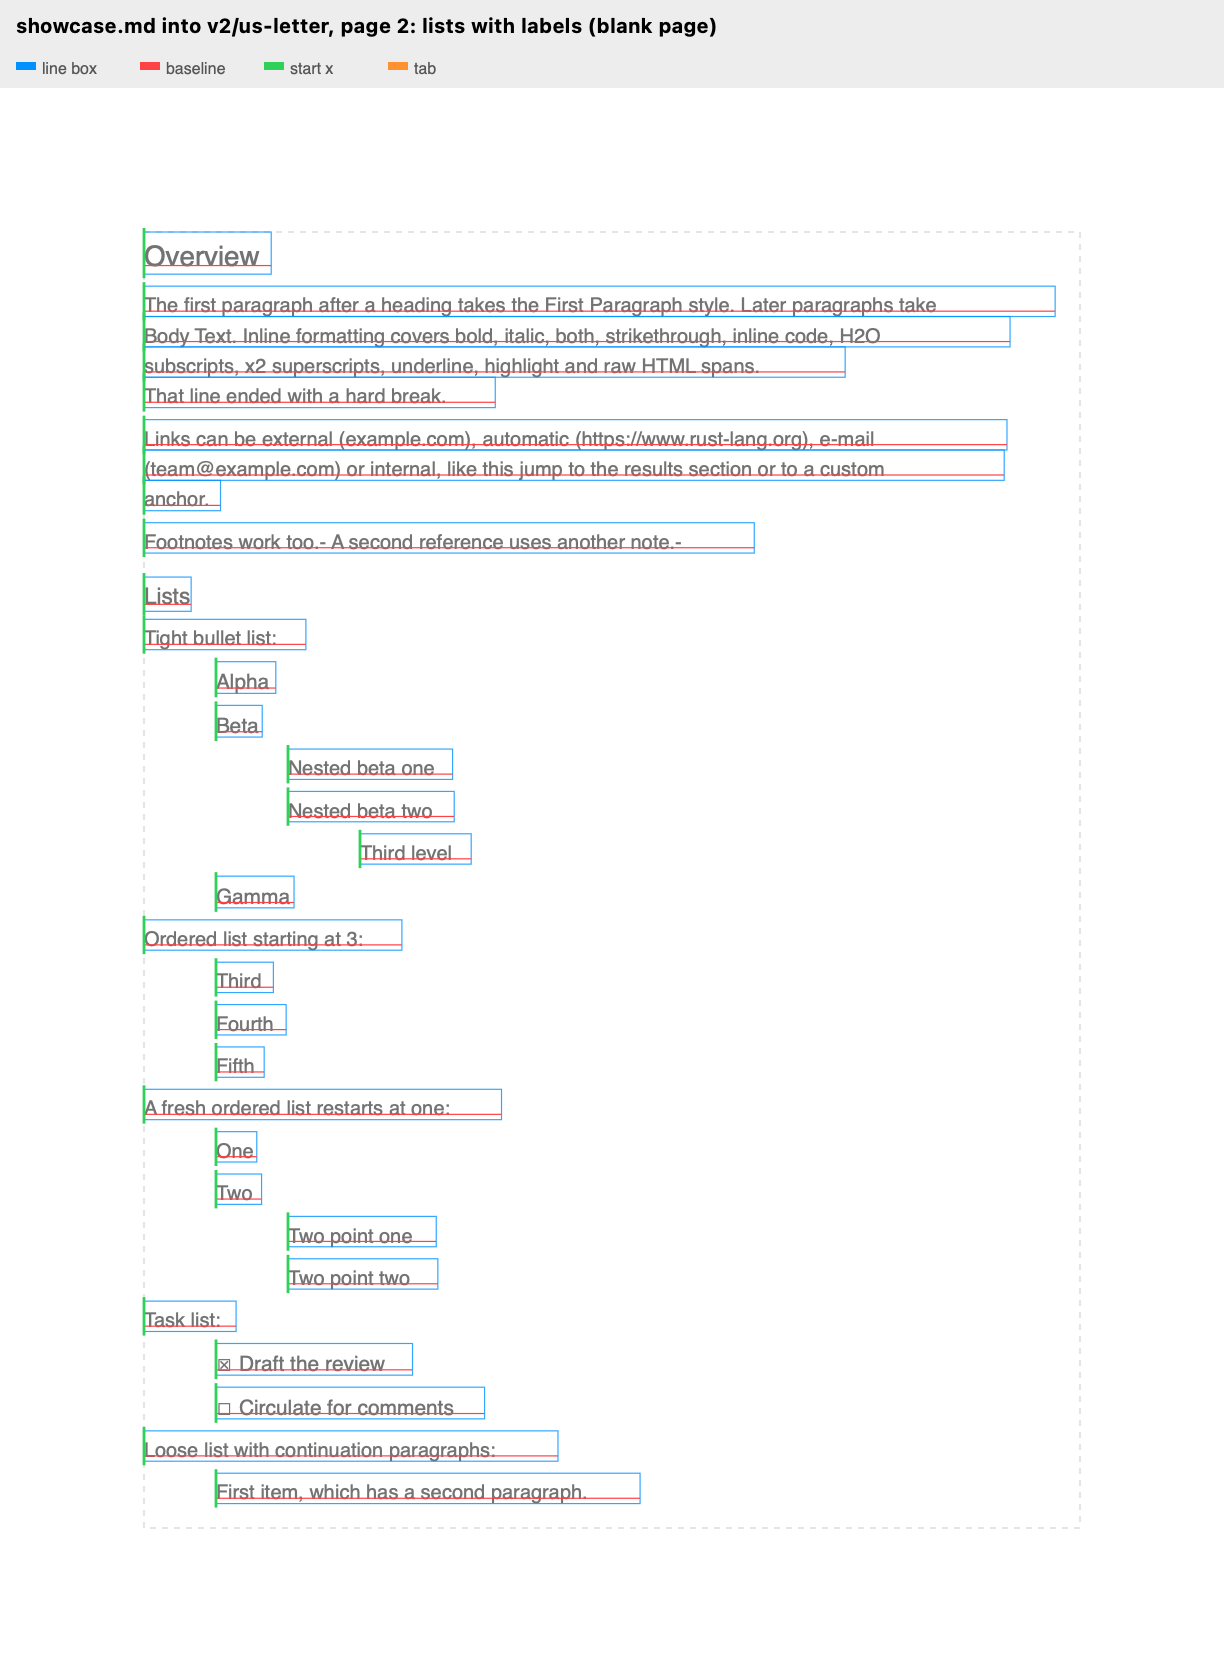 showcase.md into v2/us-letter, page 2: lists with labels (blank page)
line box baseline start x tab
Overview
The first paragraph after a heading takes the First Paragraph style. Later paragraphs take
Body Text. Inline formatting covers bold, italic, both, strikethrough, inline code, H2O
subscripts, x2 superscripts, underline, highlight and raw HTML spans.
That line ended with a hard break.
Links can be external (example.com), automatic (https://www.rust-lang.org), e-mail
(team@example.com) or internal, like this jump to the results section or to a custom
anchor.
Footnotes work too.- A second reference uses another note.-
Lists
Tight bullet list:
Alpha
Beta
Nested beta one
Nested beta two
Third level
Gamma
Ordered list starting at 3:
Third
Fourth
Fifth
A fresh ordered list restarts at one:
One
Two
Two point one
Two point two
Task list:
☒ Draft the review
☐ Circulate for comments
Loose list with continuation paragraphs:
First item, which has a second paragraph.